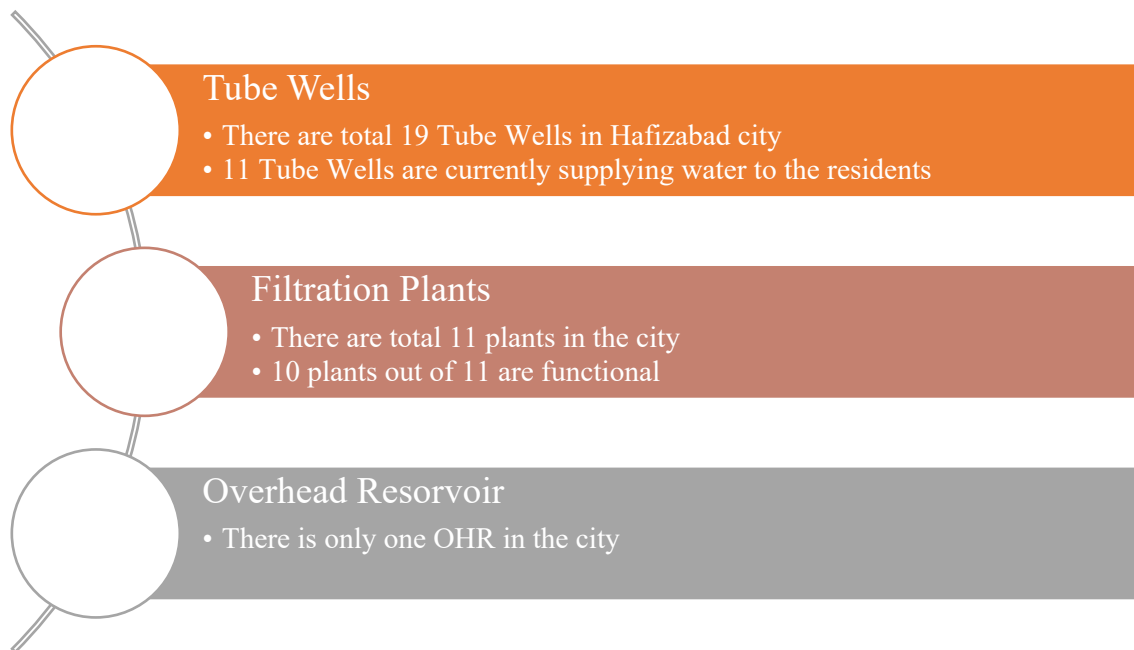 Tube Wells
• There are total 19 Tube Wells in Hafizabad city
• 11 Tube Wells are currently supplying water to the residents
Filtration Plants
• There are total 11 plants in the city
• 10 plants out of 11 are functional
Overhead Resorvoir
• There is only one OHR in the city